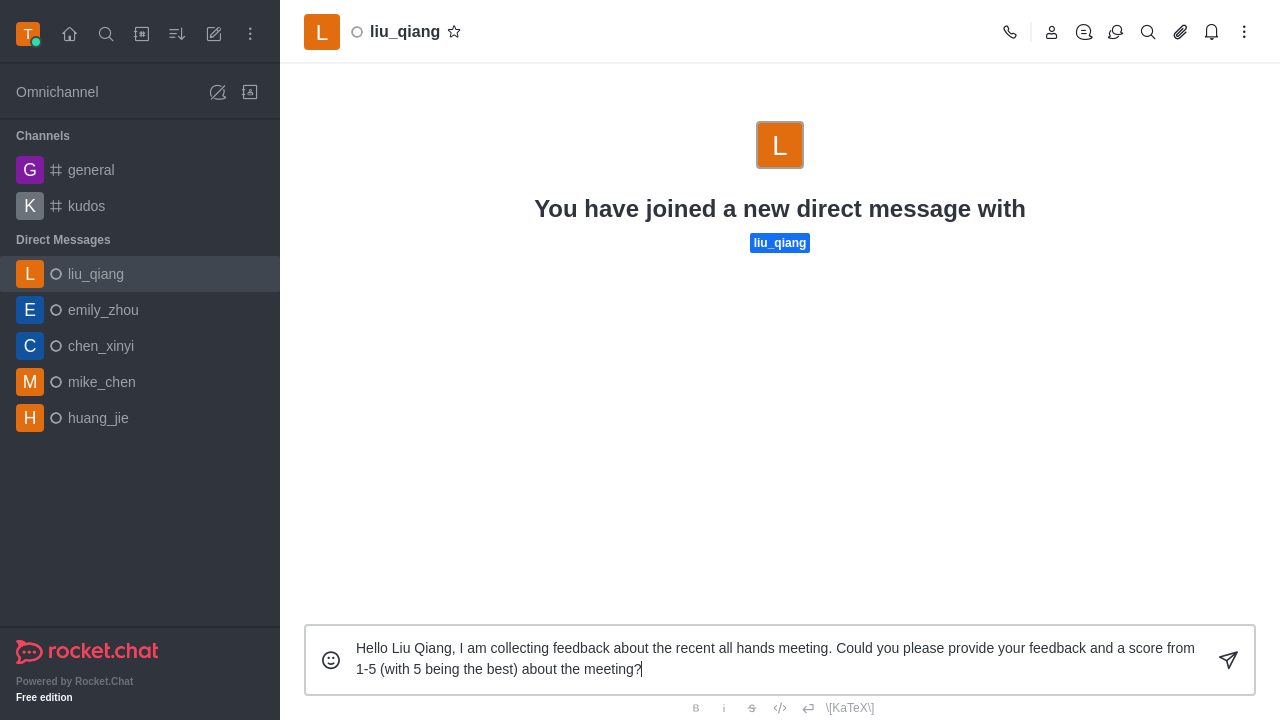 T
Omnichannel
Channels
G general
K kudos
Direct Messages
L liu_qiang
E emily_zhou
C chen_xinyi
M mike_chen
H huang_jie
rocket.chat
Powered by Rocket.Chat
Free edition
L liu_qiang
L
You have joined a new direct message with
liu_qiang
Hello Liu Qiang, I am collecting feedback about the recent all hands meeting. Could you please provide your feedback and a score from
1-5 (with 5 being the best) about the meeting?
B i S \[KaTeX\]